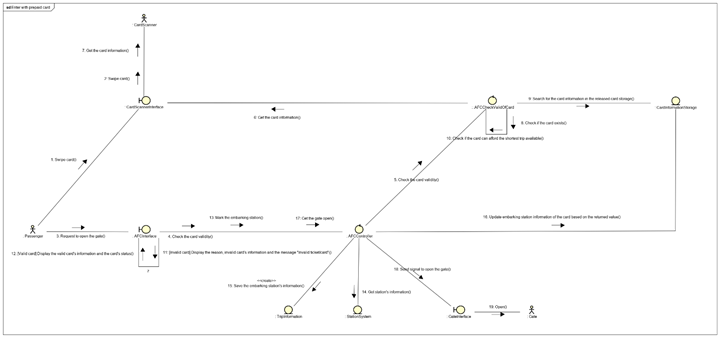 sd Enter with prepaid card
CardScanner
7: Get the card information()
2: Swipe card()
CardScannerInterface
AFCCheckValidOfCard
9: Search for the card information in the released card storage()
CardInformationStorage
6: Get the card information()
8: Check if the card exists()
10: Check if the card can afford the shortest trip available()
1: Swipe card()
5: Check the card validity()
13: Mark the embarking station()
17: Get the gate open()
16: Update embarking station information of the card based on the returned value()
Passenger
3: Request to open the gate()
AFCInterface
4: Check the card validity()
AFCController
12: [Valid card] Display the valid card's information and the card's status()
11: [Invalid card] Display the reason, invalid card's information and the message "Invalid ticket/card"()
18: Send signal to open the gate()
<<create>>
15: Save the embarking station's information()
14: Get station's information()
19: Open()
: TripInformation
: StationSystem
: GateInterface
: Gate